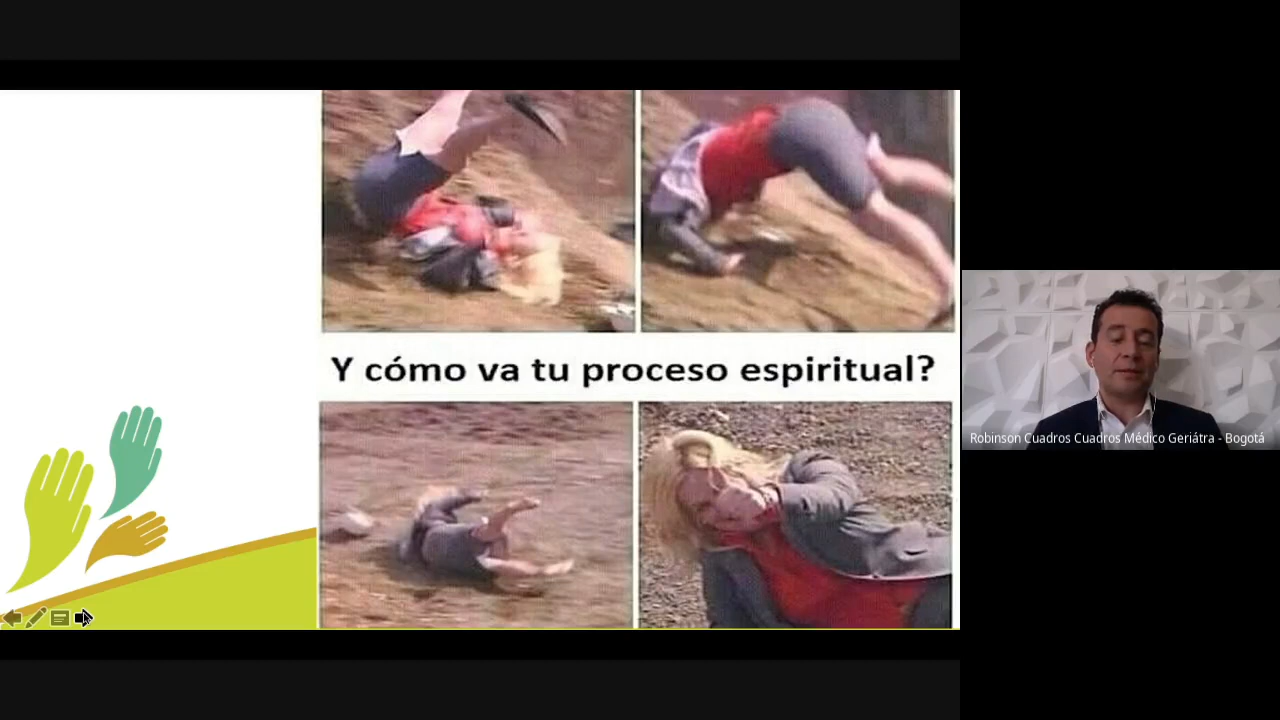 Y cómo va tu proceso espiritual?
Robinson Cuadros Cuadros Médico Geriátra - Bogotá